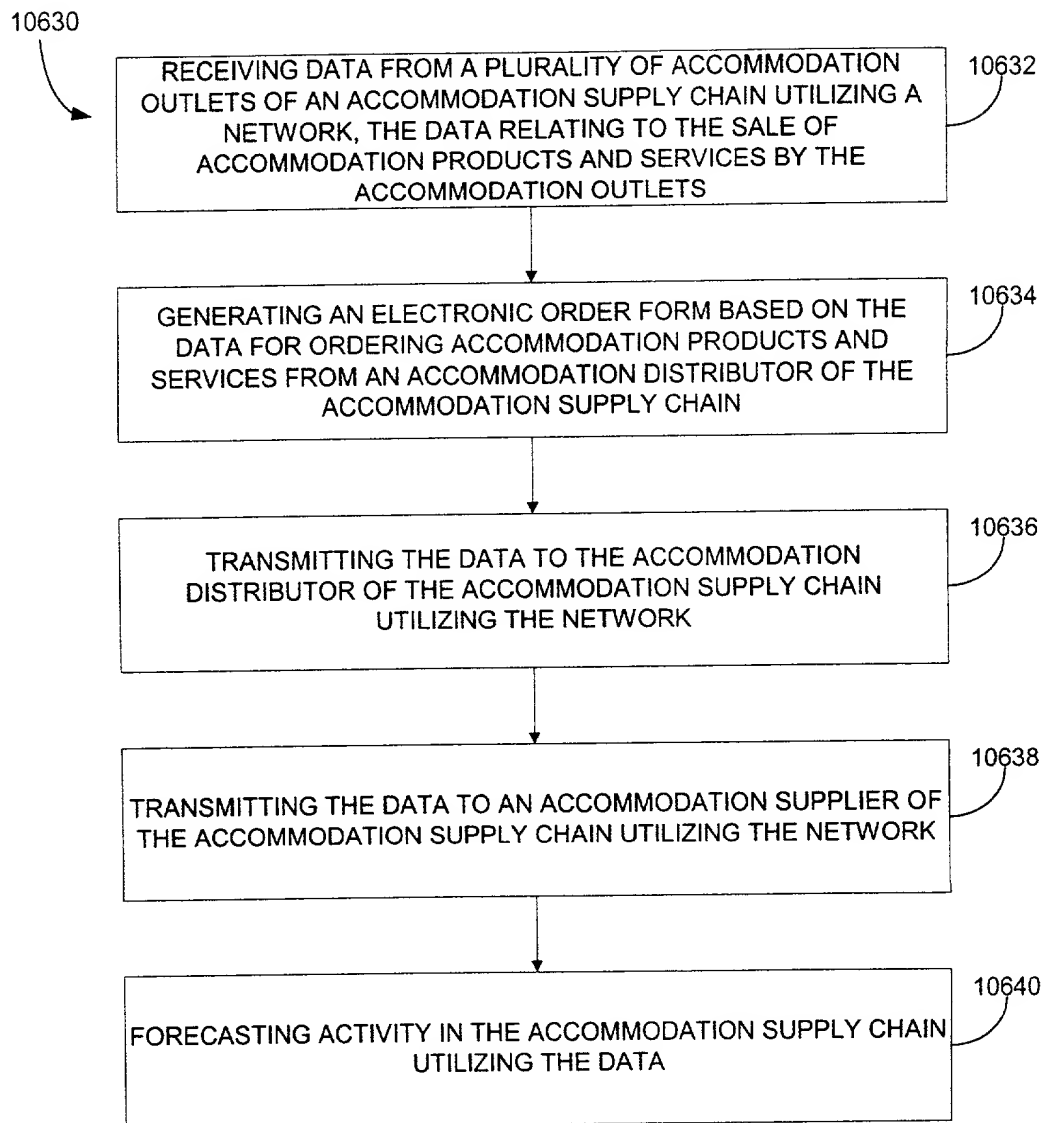 10630
RECEIVING DATA FROM A PLURALITY OF ACCOMMODATION
OUTLETS OF AN ACCOMMODATION SUPPLY CHAIN UTILIZING A
NETWORK, THE DATA RELATING TO THE SALE OF
ACCOMMODATION PRODUCTS AND SERVICES BY THE
ACCOMMODATION OUTLETS
10632
GENERATING AN ELECTRONIC ORDER FORM BASED ON THE
DATA FOR ORDERING ACCOMMODATION PRODUCTS AND
SERVICES FROM AN ACCOMMODATION DISTRIBUTOR OF THE
ACCOMMODATION SUPPLY CHAIN
10634
TRANSMITTING THE DATA TO THE ACCOMMODATION
DISTRIBUTOR OF THE ACCOMMODATION SUPPLY CHAIN
UTILIZING THE NETWORK
10636
TRANSMITTING THE DATA TO AN ACCOMMODATION SUPPLIER OF
THE ACCOMMODATION SUPPLY CHAIN UTILIZING THE NETWORK
10638
FORECASTING ACTIVITY IN THE ACCOMMODATION SUPPLY CHAIN
UTILIZING THE DATA
10640